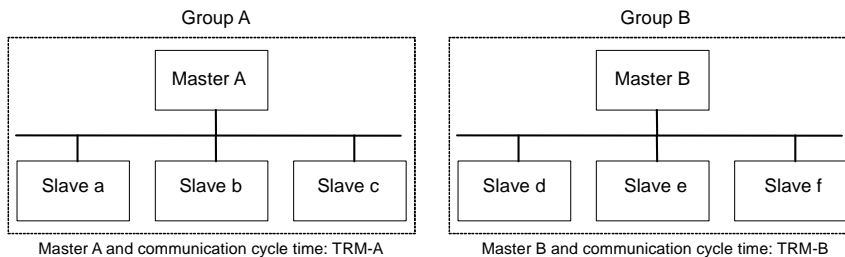 Group A
Group B
Master A
Master B
Slave a
Slave b
Slave c
Slave d
Slave e
Slave f
Master A and communication cycle time: TRM-A
Master B and communication cycle time: TRM-B